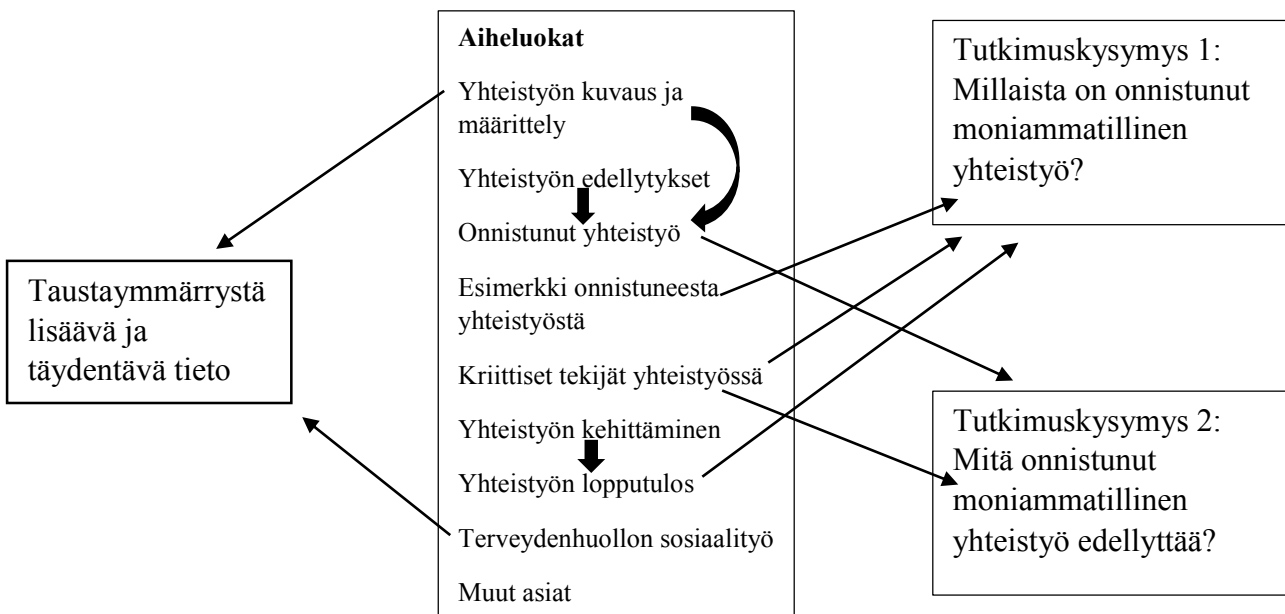 Taustaymmärrystä
lisäävä ja
täydentävä tieto
Aiheluokat
Yhteistyön kuvaus ja
määrittely
Yhteistyön edellytykset
Onnistunut yhteistyö
Esimerkki onnistuneesta
yhteistyöstä
Kriittiset tekijät yhteistyössä
Yhteistyön kehittäminen
Yhteistyön lopputulos
Terveydenhuollon sosiaalityö
Muut asiat
Tutkimuskysymys 1:
Millaista on onnistunut
moniammatillinen
yhteistyö?
Tutkimuskysymys 2:
Mitä onnistunut
moniammatillinen
yhteistyö edellyttää?